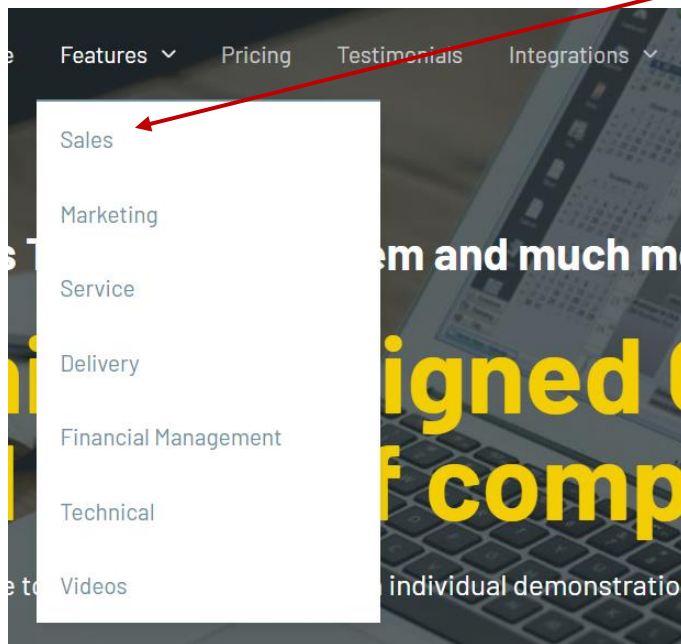 e Features Pricing Testimonials Integrations
Sales
Marketing
Service
Delivery
Financial Management
Technical
Videos
s T em and much m
igned
f comp
e to individual demonstratio